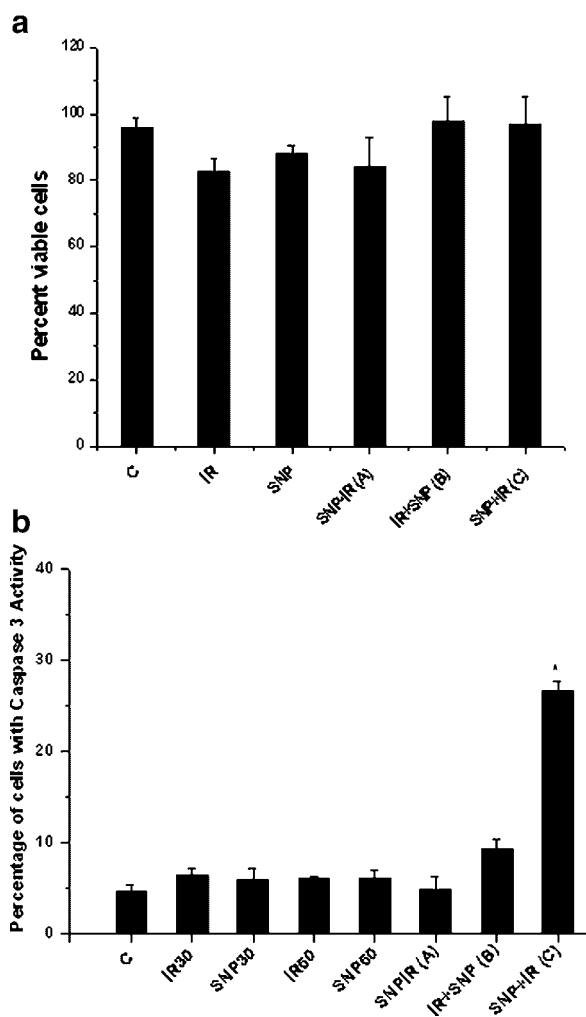 a
120
100
80
60
40
20
0
Percent viable cells
C
IR
SNP
SNP-IR (A)
IR+SNP (B)
SNP+IR (C)
b
40
30
20
10
0
Percentage of cells with Caspase 3 Activity
*
C
IR30
SNP30
IR60
SNP60
SNPIR (A)
IR+SNP (B)
SNP+IR (C)